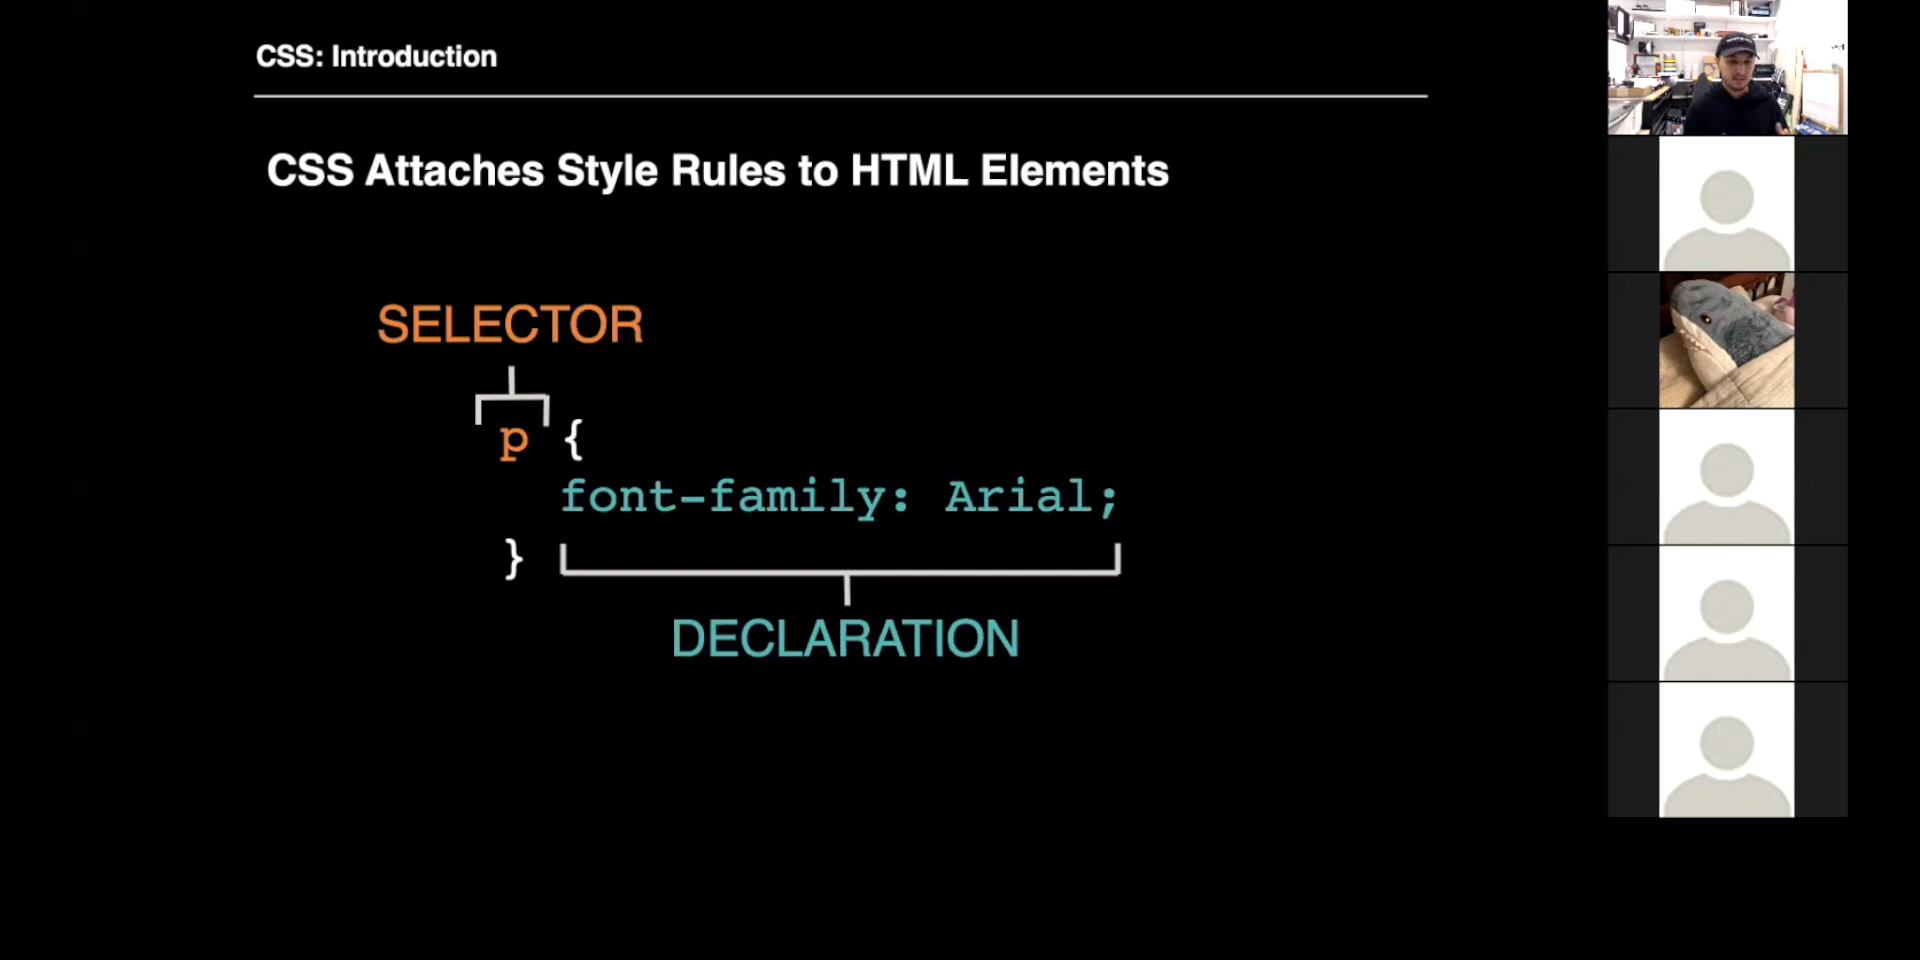 CSS: Introduction
CSS Attaches Style Rules to HTML Elements
SELECTOR
p {
font-family: Arial;
}
DECLARATION